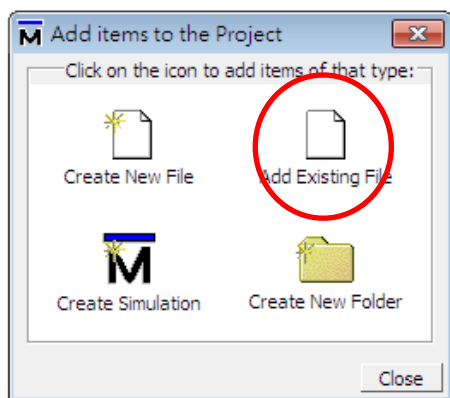 Add items to the Project
Click on the icon to add items of that type:
Create New File
Add Existing File
Create Simulation
Create New Folder
Close